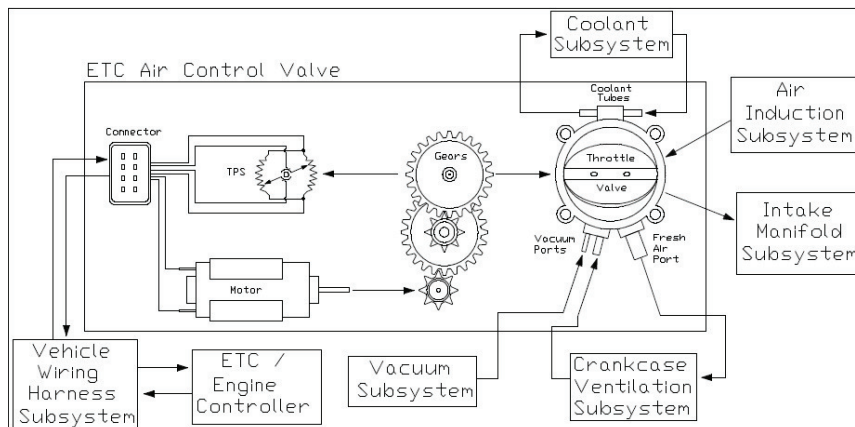 Coolant
Subsystem
ETC Air Control Valve
Coolant
Tubes
Air
Induction
Subsystem
Connector
TPS
Gears
Throttle
Valve
Intake
Manifold
Subsystem
Vacuum
Ports
Fresh
Air
Port
Motor
Vehicle
Wiring
Harness
Subsystem
ETC /
Engine
Controller
Vacuum
Subsystem
Crankcase
Ventilation
Subsystem